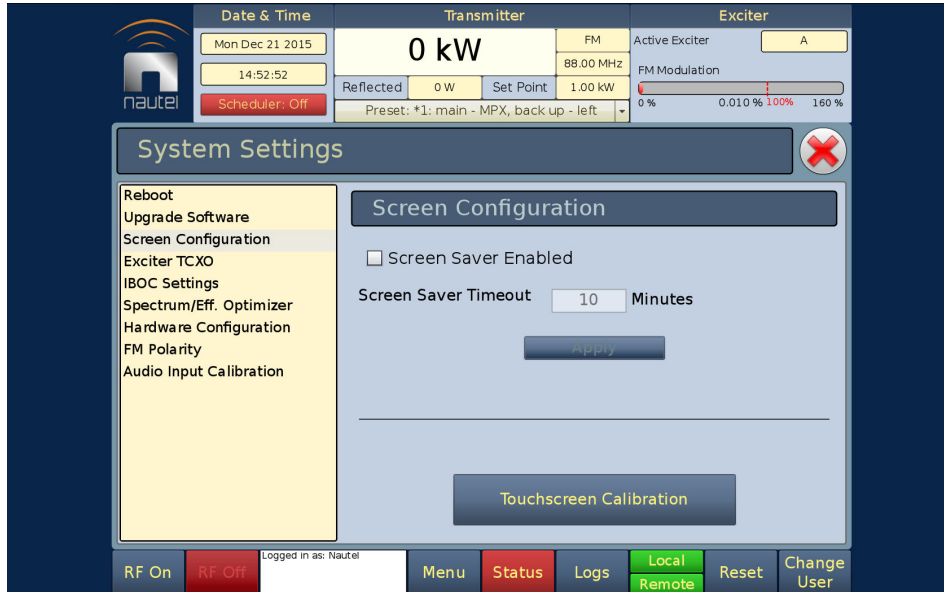 nautel
Date & Time
Mon Dec 21 2015
14:52:52
Scheduler: Off
Transmitter
0 kW
FM
88.00 MHz
Reflected 0 W Set Point 1.00 kW
Preset: *1: main - MPX, back up - left
Exciter
Active Exciter A
FM Modulation
0 % 0.010 % 100% 160 %
System Settings
Reboot
Upgrade Software
Screen Configuration
Exciter TCXO
IBOC Settings
Spectrum/Eff. Optimizer
Hardware Configuration
FM Polarity
Audio Input Calibration
Screen Configuration
Screen Saver Enabled
Screen Saver Timeout 10 Minutes
Apply
Touchscreen Calibration
RF On
RF Off
Logged in as: Nautel
Menu
Status
Logs
Local
Remote
Reset
Change
User